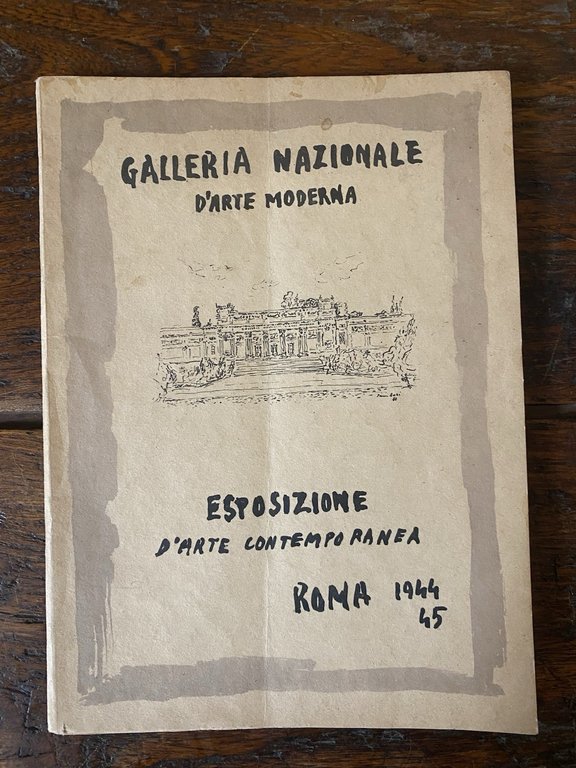 GALLERIA NAZIONALE
D'ARTE MODERNA
ESPOSIZIONE
D'ARTE CONTEMPORANEA
ROMA 1944
45